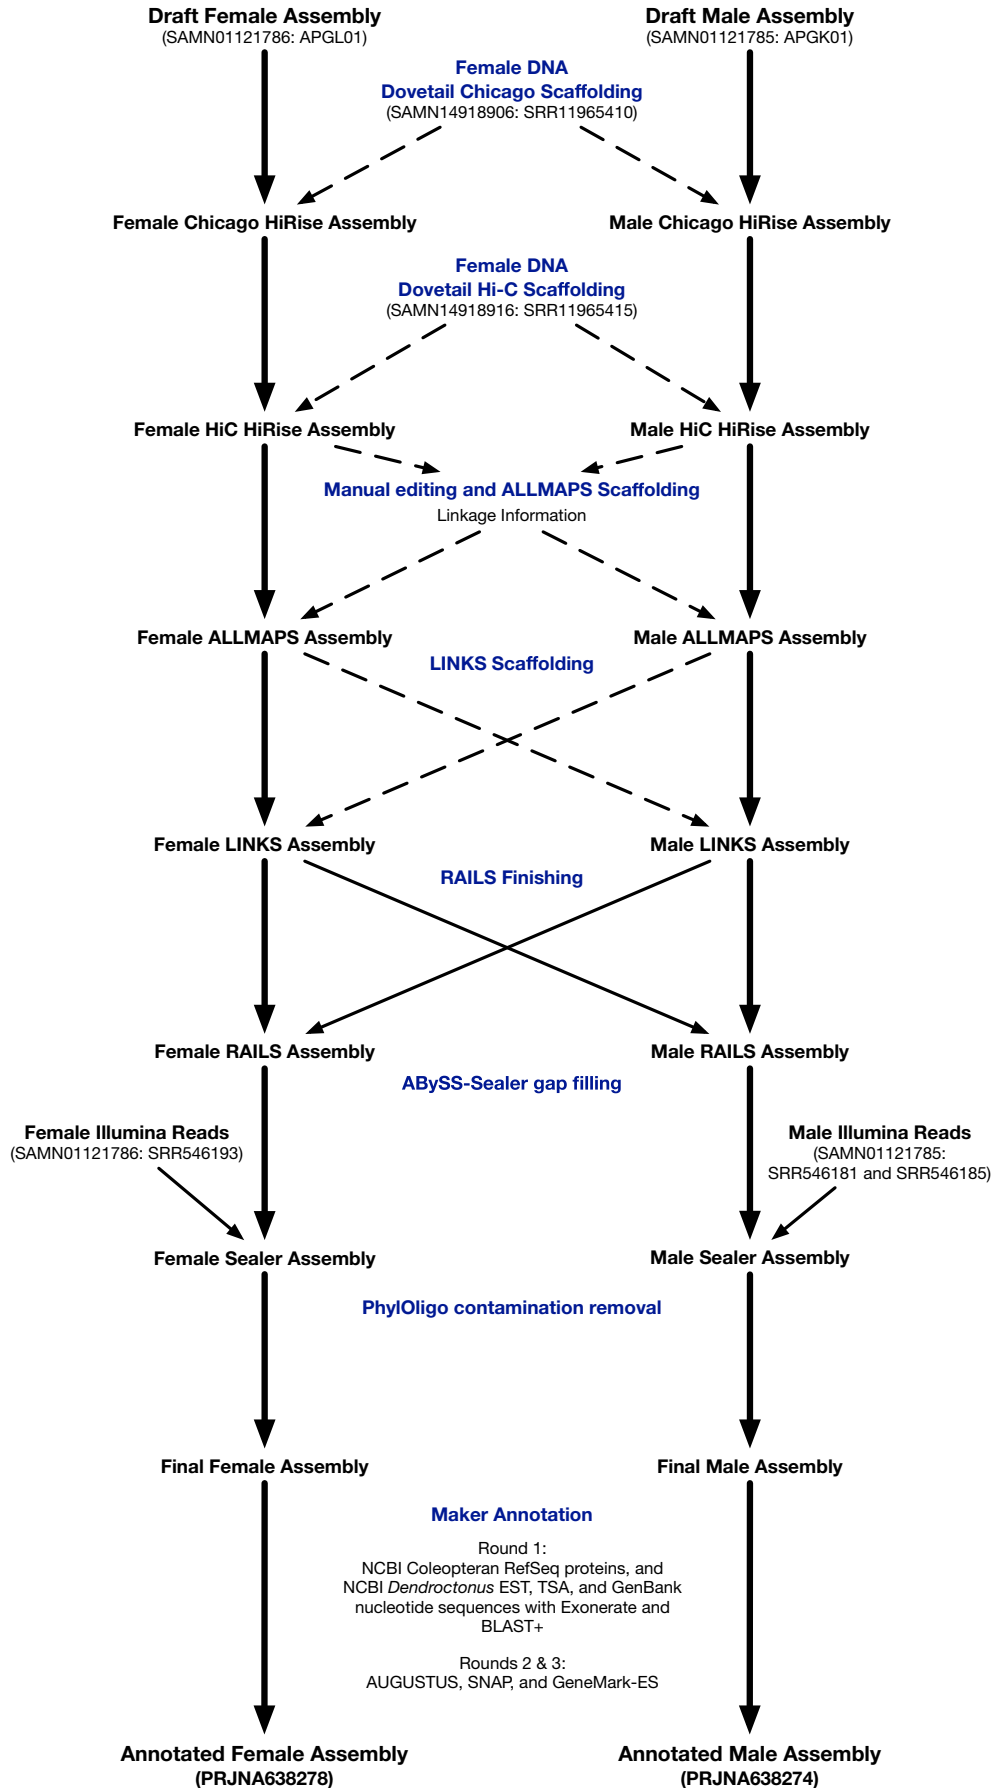 Draft Female Assembly
(SAMN01121786: APGL01)
Draft Male Assembly
(SAMN01121785: APGK01)
Female DNA
Dovetail Chicago Scaffolding
(SAMN14918906: SRR11965410)
Female Chicago HiRise Assembly
Male Chicago HiRise Assembly
Female DNA
Dovetail Hi-C Scaffolding
(SAMN14918916: SRR11965415)
Female HiC HiRise Assembly
Male HiC HiRise Assembly
Manual editing and ALLMAPS Scaffolding
Linkage Information
Female ALLMAPS Assembly
Male ALLMAPS Assembly
LINKS Scaffolding
Female LINKS Assembly
Male LINKS Assembly
RAILS Finishing
Female RAILS Assembly
Male RAILS Assembly
ABySS-Sealer gap filling
Female Illumina Reads
(SAMN01121786: SRR546193)
Male Illumina Reads
(SAMN01121785:
SRR546181 and SRR546185)
Female Sealer Assembly
Male Sealer Assembly
PhylOligo contamination removal
Final Female Assembly
Final Male Assembly
Maker Annotation
Round 1:
NCBI Coleopteran RefSeq proteins, and
NCBI Dendroctonus EST, TSA, and GenBank
nucleotide sequences with Exonerate and
BLAST+
Rounds 2 & 3:
AUGUSTUS, SNAP, and GeneMark-ES
Annotated Female Assembly
(PRJNA638278)
Annotated Male Assembly
(PRJNA638274)